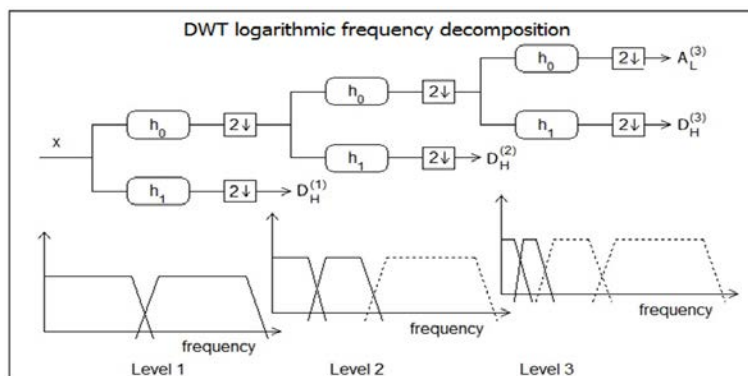 DWT logarithmic frequency decomposition
h₀ 2↓ A_L^(3)
h₀ 2↓
x h₀ 2↓ h₁ 2↓ D_H^(3)
h₁ 2↓ D_H^(2)
h₁ 2↓ D_H^(1)
frequency frequency frequency
Level 1 Level 2 Level 3